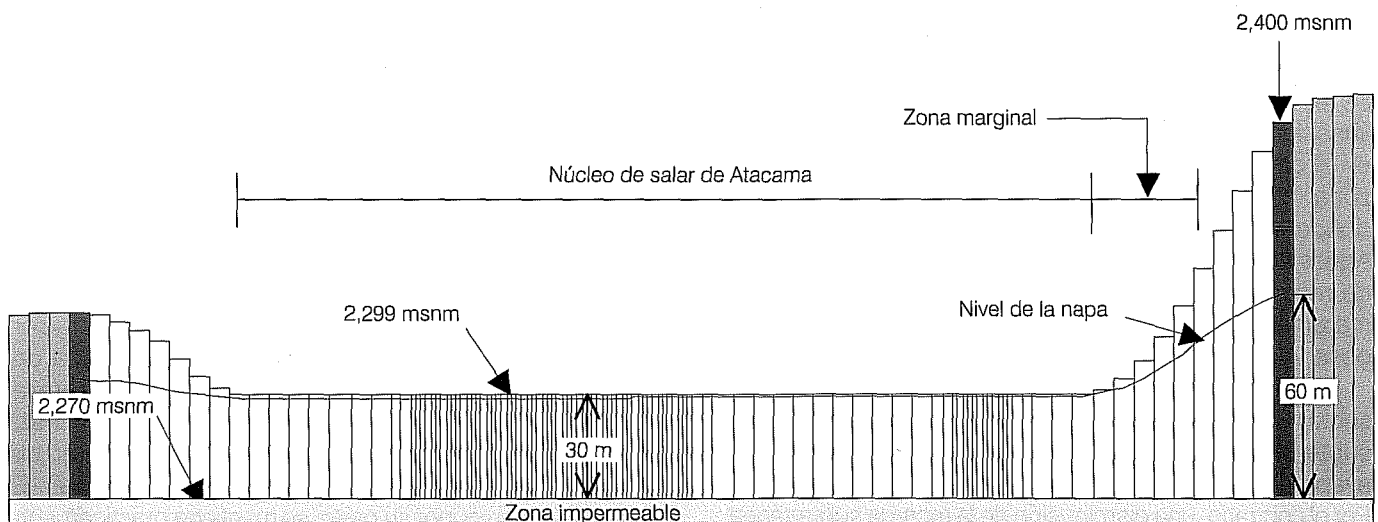 2,400 msnm
Zona marginal
Núcleo de salar de Atacama
2,299 msnm
Nivel de la napa
2,270 msnm
60 m
30 m
Zona impermeable